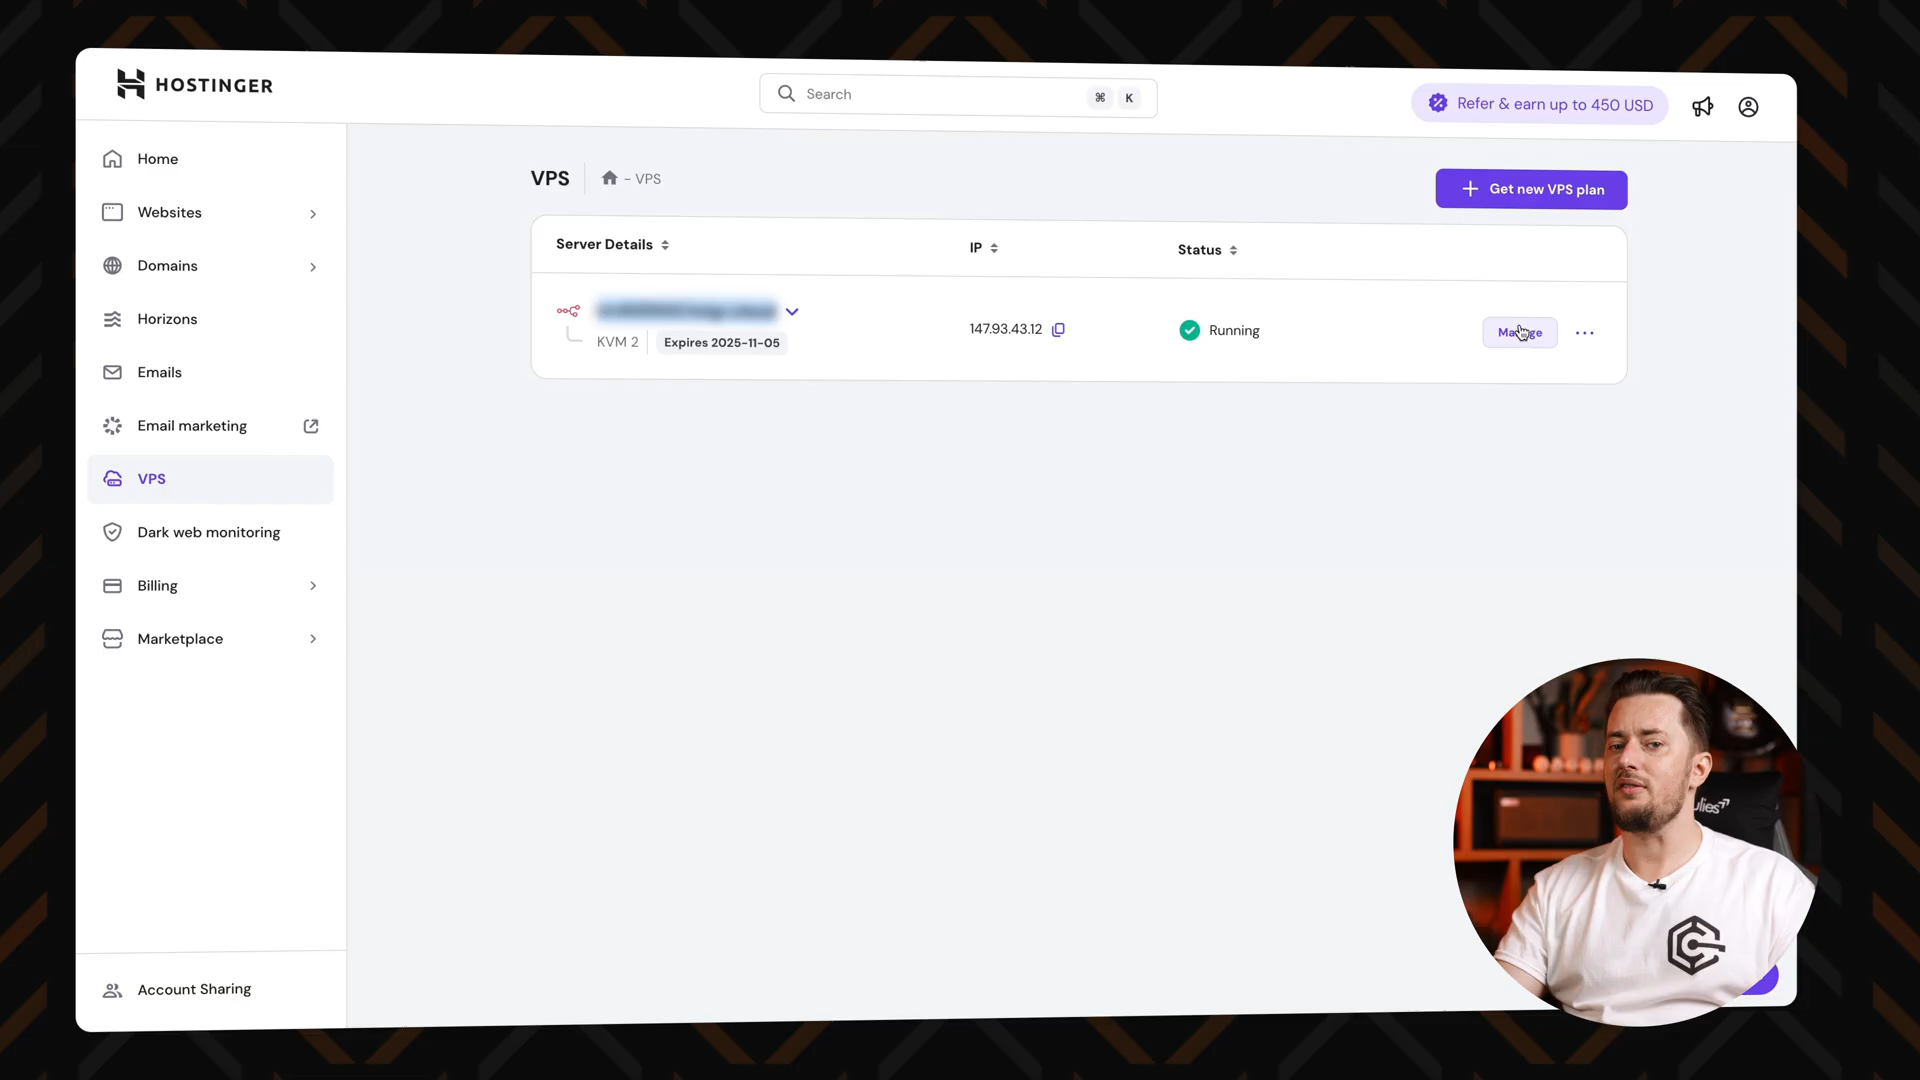 HOSTINGER
Search
⌘ K
Refer & earn up to 450 USD
Home
Websites
Domains
Horizons
Emails
Email marketing
VPS
Dark web monitoring
Billing
Marketplace
Account Sharing
VPS
- VPS
+ Get new VPS plan
Server Details
IP
Status
KVM 2
Expires 2025-11-05
147.93.43.12
Running
Manage